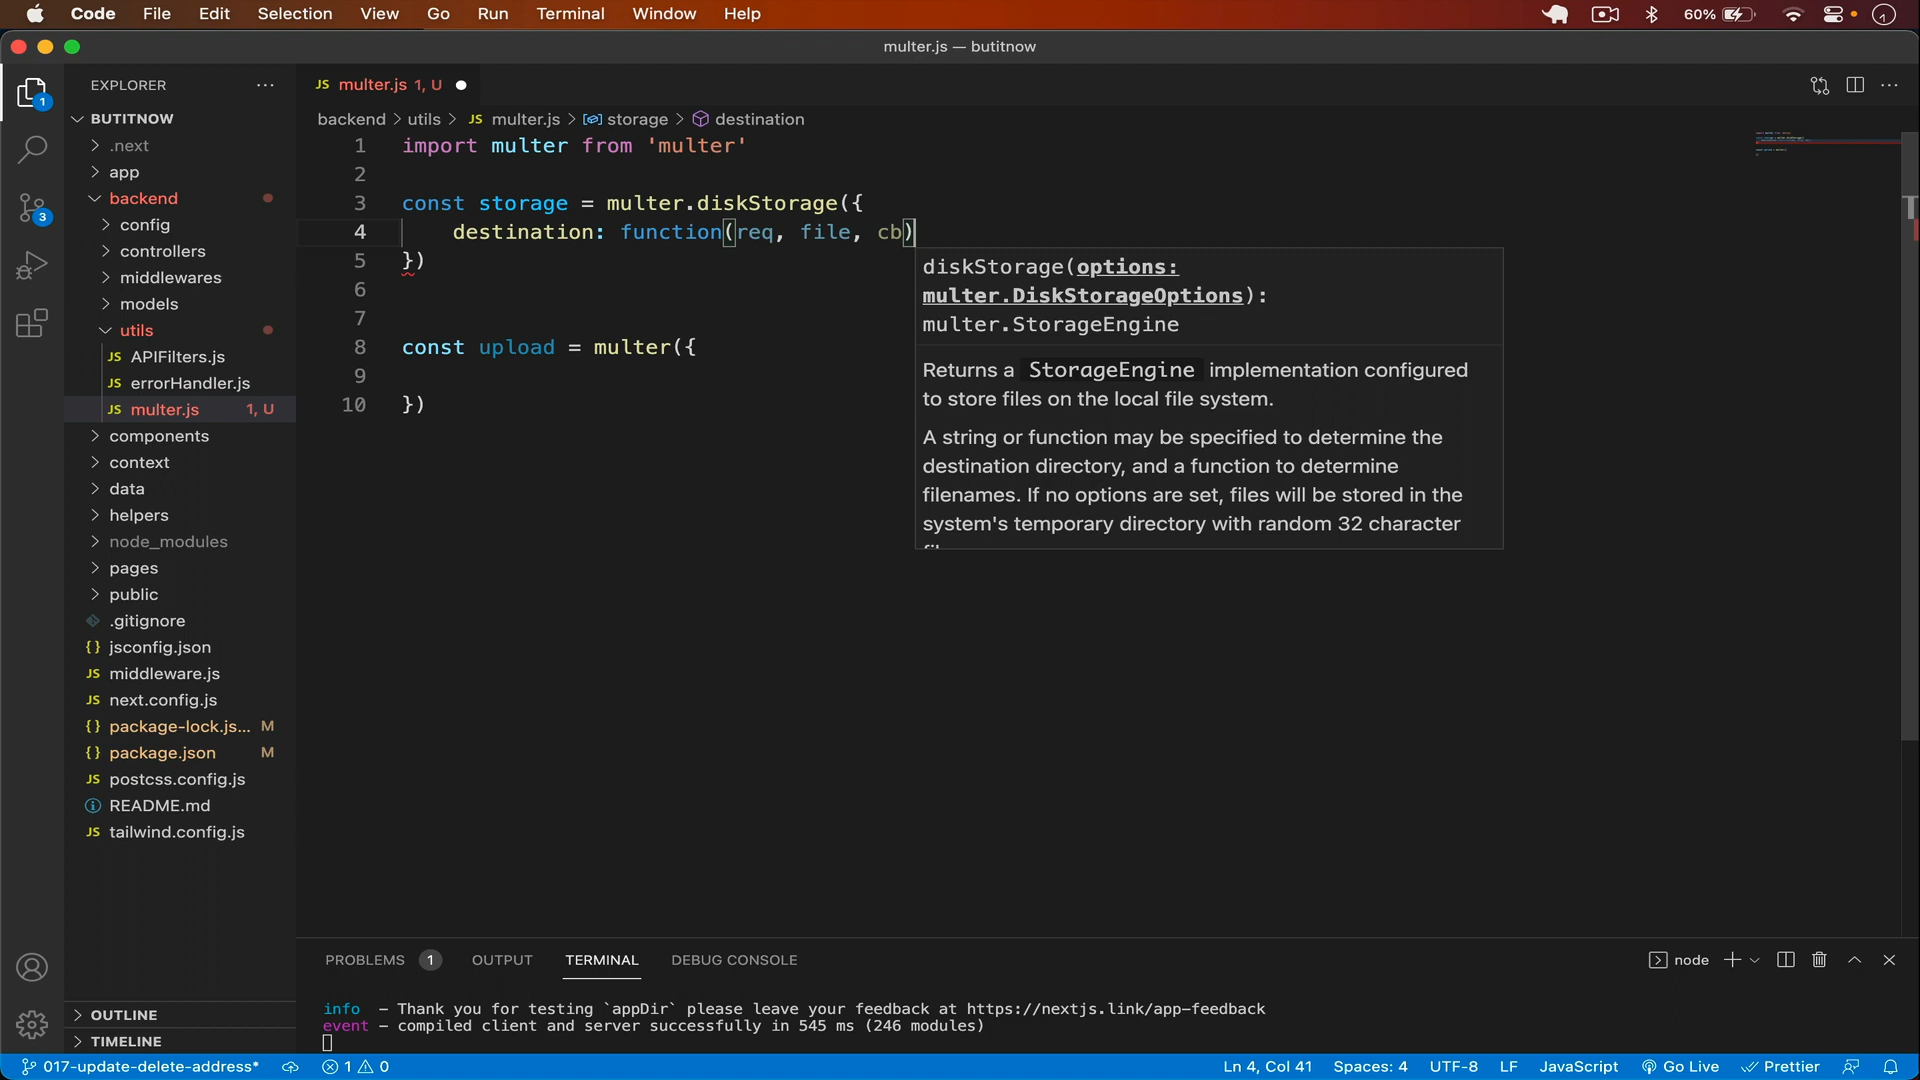 Code File Edit Selection View Go Run Terminal Window Help 60%
multer.js — butitnow
EXPLORER ···
1
JS multer.js 1, U
BUTITNOW
backend > utils > JS multer.js > storage > destination
.next
app
backend
config
controllers
middlewares
models
utils
JS APIFilters.js
JS errorHandler.js
JS multer.js 1, U
components
context
data
helpers
node_modules
pages
public
.gitignore
{} jsconfig.json
JS middleware.js
JS next.config.js
{} package-lock.js... M
{} package.json M
JS postcss.config.js
README.md
JS tailwind.config.js
3
OUTLINE
TIMELINE
1 import multer from 'multer'
2
3 const storage = multer.diskStorage({
4 destination: function(req, file, cb)
5 })
6
7
8 const upload = multer({
9
10 })
diskStorage(options:
multer.DiskStorageOptions):
multer.StorageEngine
Returns a StorageEngine implementation configured
to store files on the local file system.
A string or function may be specified to determine the
destination directory, and a function to determine
filenames. If no options are set, files will be stored in the
system's temporary directory with random 32 character
PROBLEMS 1 OUTPUT TERMINAL DEBUG CONSOLE node
info – Thank you for testing `appDir` please leave your feedback at https://nextjs.link/app-feedback
event – compiled client and server successfully in 545 ms (246 modules)
017-update-delete-address* 1 0 Ln 4, Col 41 Spaces: 4 UTF-8 LF JavaScript Go Live Prettier